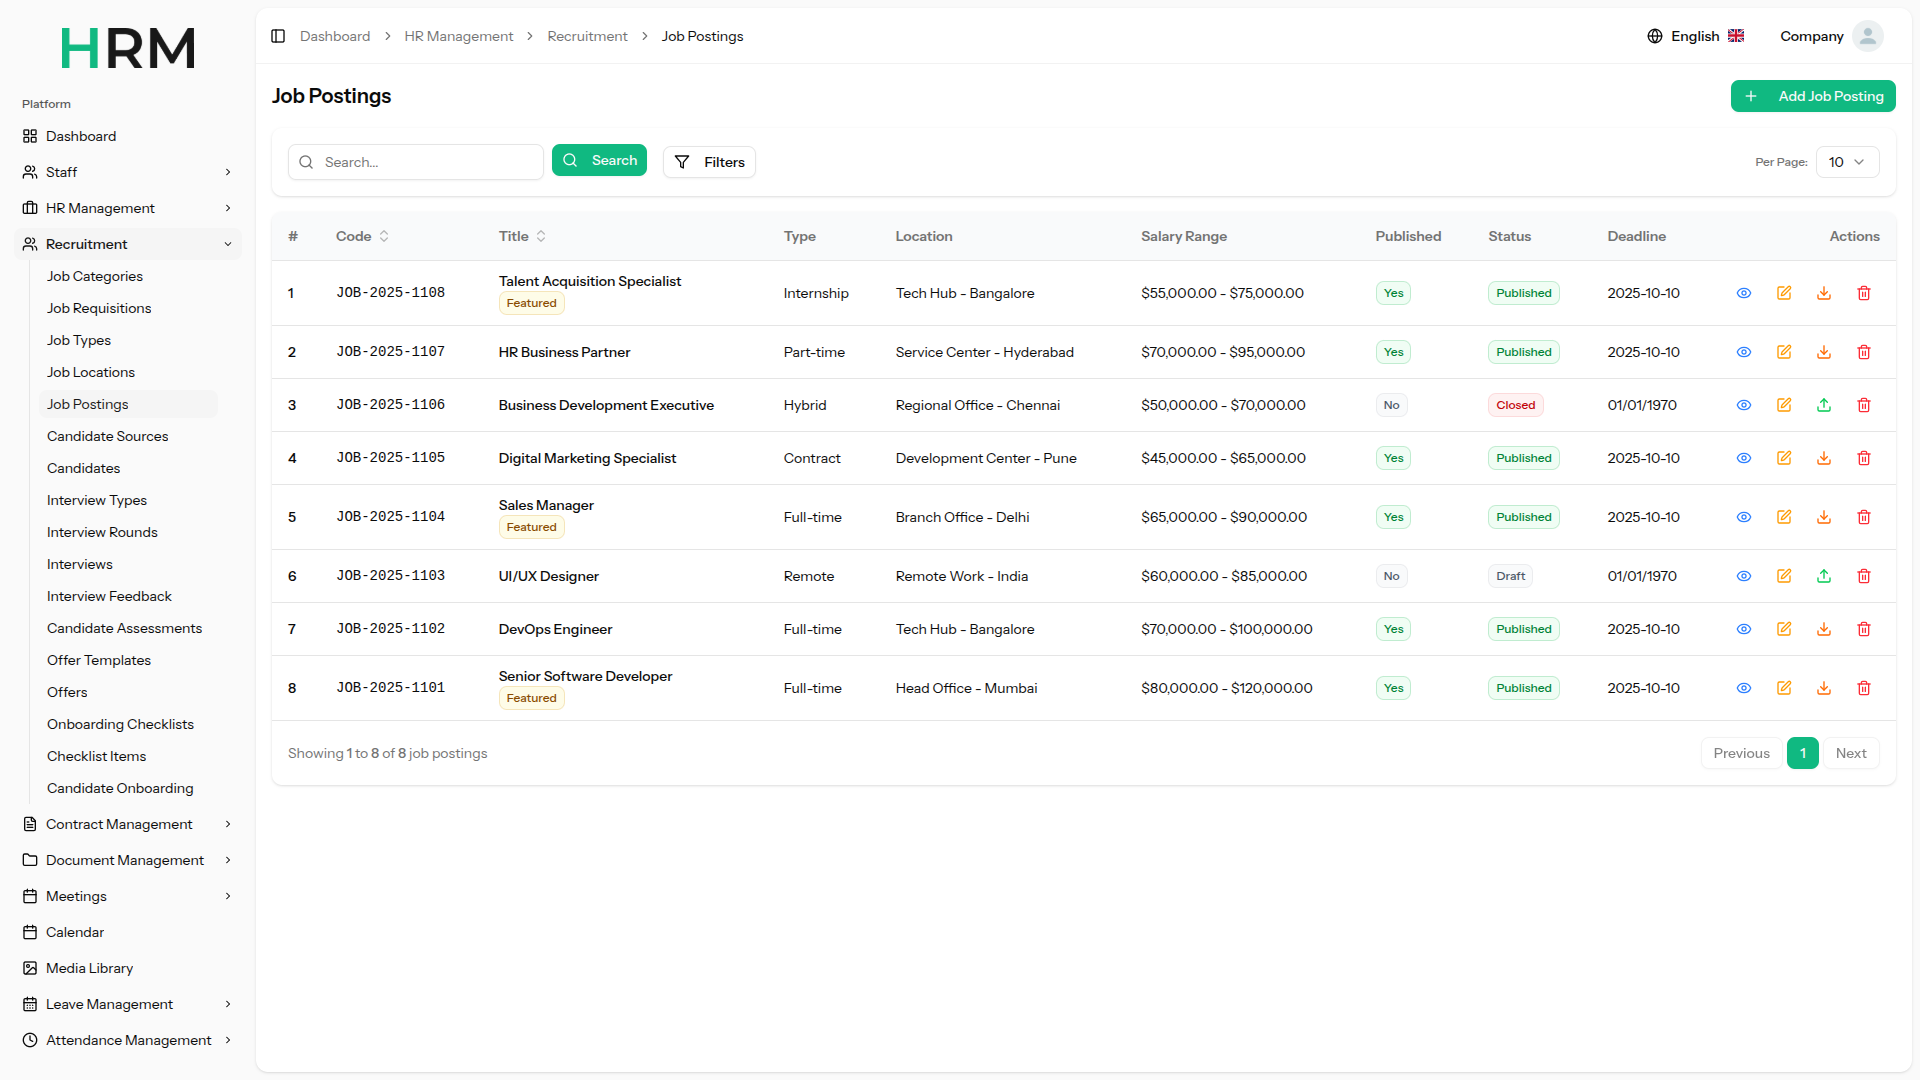 HRM
Platform
Dashboard
Staff
HR Management
Recruitment
Job Categories
Job Requisitions
Job Types
Job Locations
Job Postings
Candidate Sources
Candidates
Interview Types
Interview Rounds
Interviews
Interview Feedback
Candidate Assessments
Offer Templates
Offers
Onboarding Checklists
Checklist Items
Candidate Onboarding
Contract Management
Document Management
Meetings
Calendar
Media Library
Leave Management
Attendance Management
Dashboard > HR Management > Recruitment > Job Postings
English
Company
Job Postings
Add Job Posting
Search...
Search
Filters
Per Page: 10
# Code Title Type Location Salary Range Published Status Deadline Actions
1 JOB-2025-1108 Talent Acquisition Specialist Featured Internship Tech Hub - Bangalore $55,000.00 - $75,000.00 Yes Published 2025-10-10
2 JOB-2025-1107 HR Business Partner Part-time Service Center - Hyderabad $70,000.00 - $95,000.00 Yes Published 2025-10-10
3 JOB-2025-1106 Business Development Executive Hybrid Regional Office - Chennai $50,000.00 - $70,000.00 No Closed 01/01/1970
4 JOB-2025-1105 Digital Marketing Specialist Contract Development Center - Pune $45,000.00 - $65,000.00 Yes Published 2025-10-10
5 JOB-2025-1104 Sales Manager Featured Full-time Branch Office - Delhi $65,000.00 - $90,000.00 Yes Published 2025-10-10
6 JOB-2025-1103 UI/UX Designer Remote Remote Work - India $60,000.00 - $85,000.00 No Draft 01/01/1970
7 JOB-2025-1102 DevOps Engineer Full-time Tech Hub - Bangalore $70,000.00 - $100,000.00 Yes Published 2025-10-10
8 JOB-2025-1101 Senior Software Developer Featured Full-time Head Office - Mumbai $80,000.00 - $120,000.00 Yes Published 2025-10-10
Showing 1 to 8 of 8 job postings
Previous 1 Next